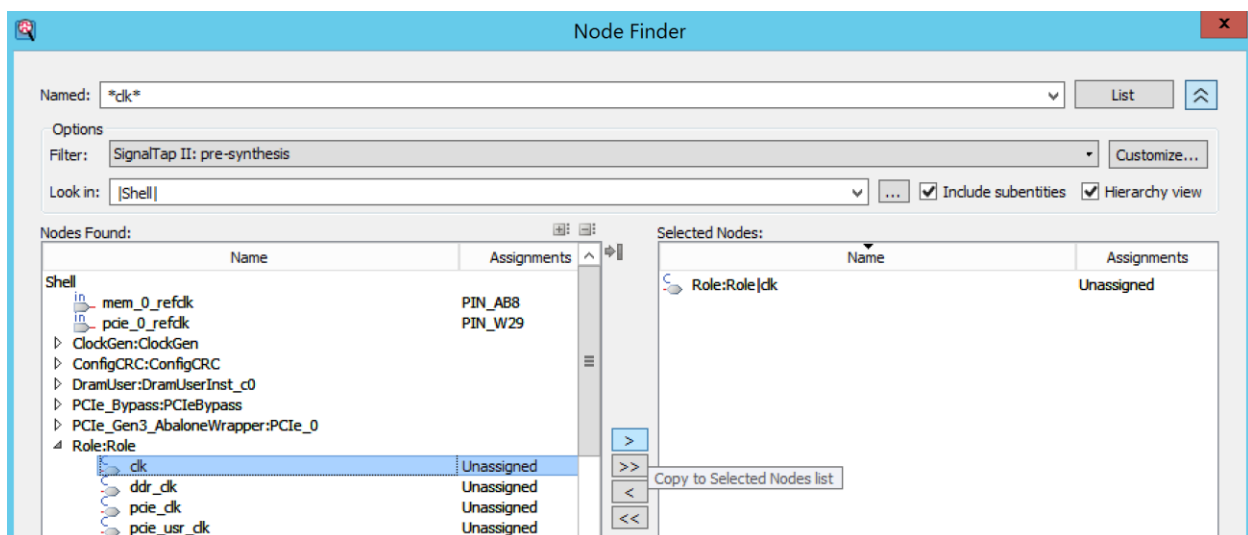 Node Finder
x
Named: *clk* List
Options
Filter: SignalTap II: pre-synthesis Customize...
Look in: |Shell| ... Include subentities Hierarchy view
Nodes Found: Selected Nodes:
Name Assignments Name Assignments
Shell Role:Role|clk Unassigned
in mem_0_refclk PIN_AB8
in pcie_0_refclk PIN_W29
ClockGen:ClockGen
ConfigCRC:ConfigCRC
DramUser:DramUserInst_c0
PCIe_Bypass:PCIeBypass
PCIe_Gen3_AbaloneWrapper:PCIe_0
Role:Role >
clk Unassigned >> Copy to Selected Nodes list
ddr_clk Unassigned <
pcie_clk Unassigned <<
pcie_usr_clk Unassigned